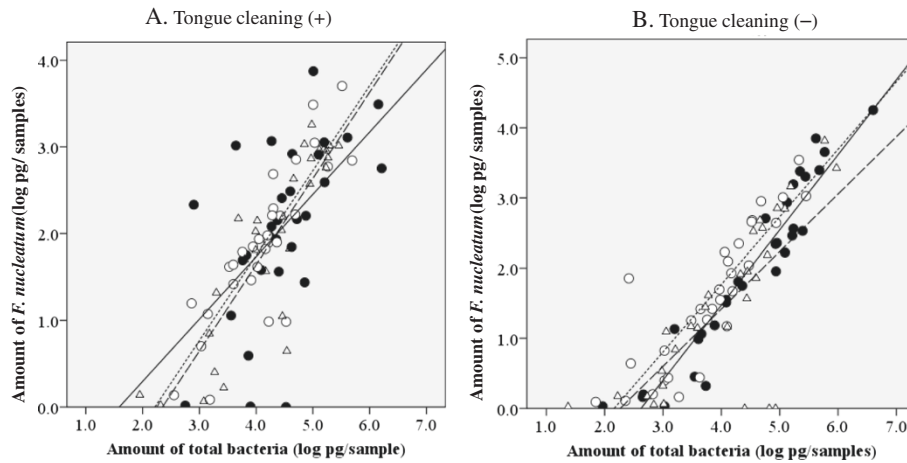 A. Tongue cleaning (+)
B. Tongue cleaning (−)
Amount of F. nucleatum(log pg/ samples)
4.0
3.0
2.0
1.0
0.0
1.0 2.0 3.0 4.0 5.0 6.0 7.0
Amount of total bacteria (log pg/sample)
Amount of F. nucleatum (log pg/ samples)
5.0
4.0
3.0
2.0
1.0
0.0
1.0 2.0 3.0 4.0 5.0 6.0 7.0
Amount of total bacteria (log pg/samples)